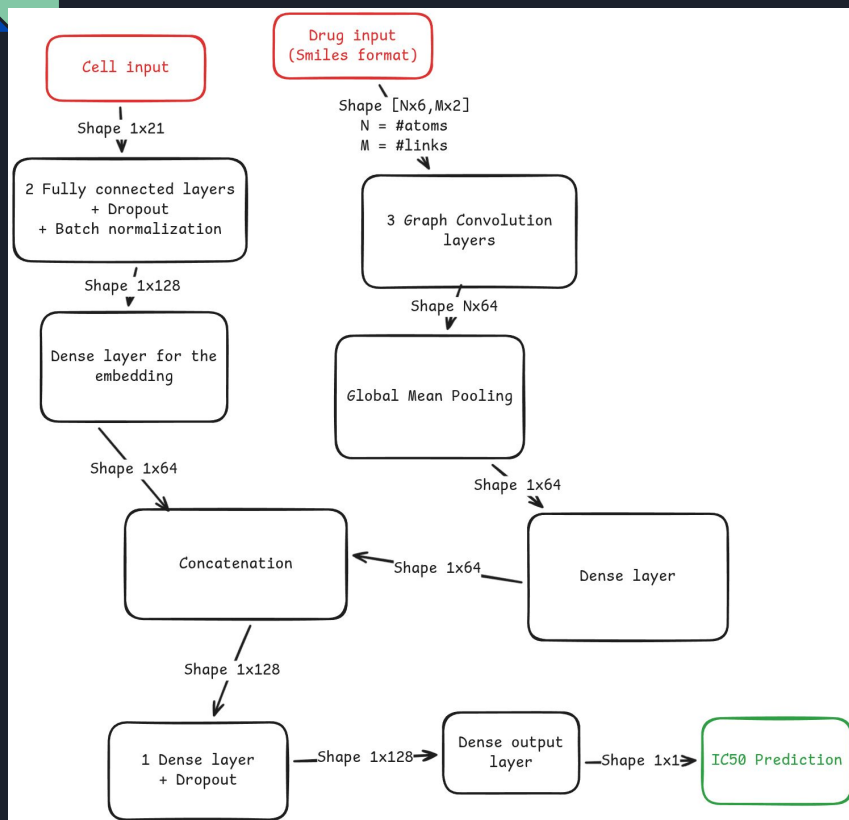 Cell input
Shape 1x21
2 Fully connected layers
+ Dropout
+ Batch normalization
Shape 1x128
Dense layer for the
embedding
Shape 1x64
Drug input
(Smiles format)
Shape [Nx6,Mx2]
N = #atoms
M = #links
3 Graph Convolution
layers
Shape Nx64
Global Mean Pooling
Shape 1x64
Dense layer
Shape 1x64
Concatenation
Shape 1x128
1 Dense layer
+ Dropout
Shape 1x128
Dense output
layer
Shape 1x1
IC50 Prediction